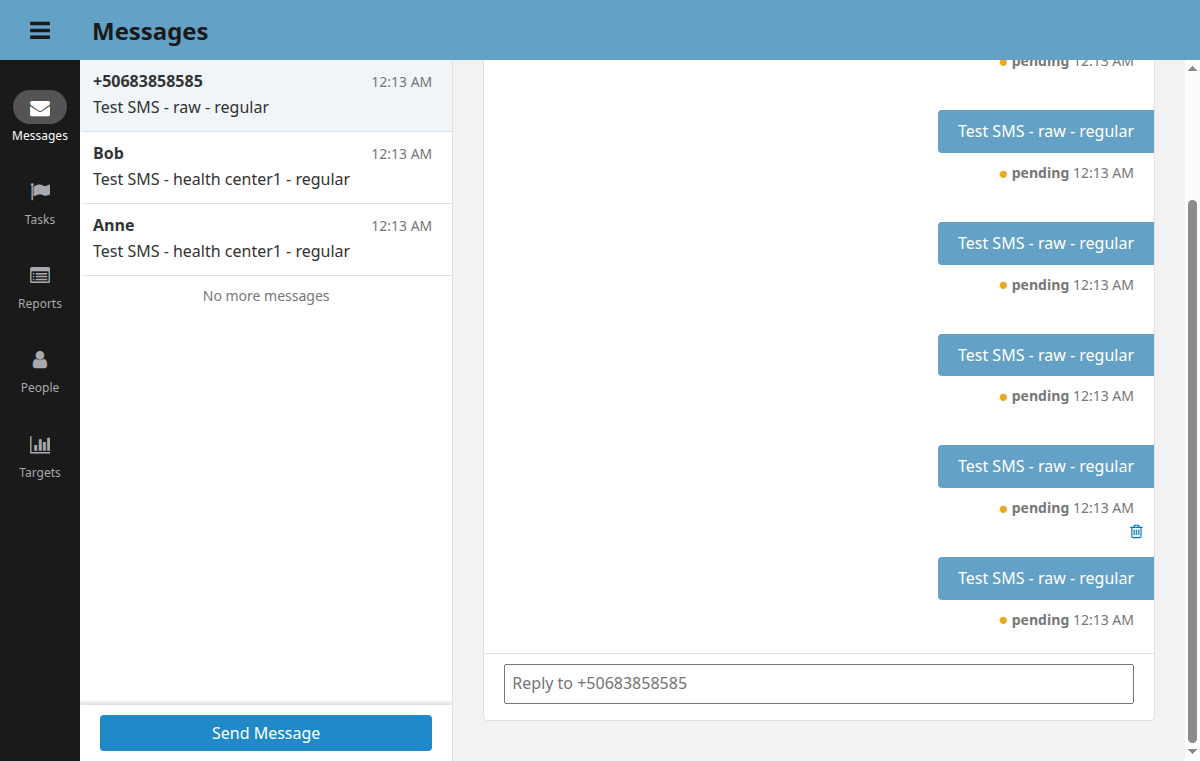 Messages
Messages
Tasks
Reports
People
Targets
+50683858585 12:13 AM
Test SMS - raw - regular
Bob 12:13 AM
Test SMS - health center1 - regular
Anne 12:13 AM
Test SMS - health center1 - regular
No more messages
Send Message
pending 12:13 AM
Test SMS - raw - regular
pending 12:13 AM
Test SMS - raw - regular
pending 12:13 AM
Test SMS - raw - regular
pending 12:13 AM
Test SMS - raw - regular
pending 12:13 AM
Test SMS - raw - regular
pending 12:13 AM
Reply to +50683858585